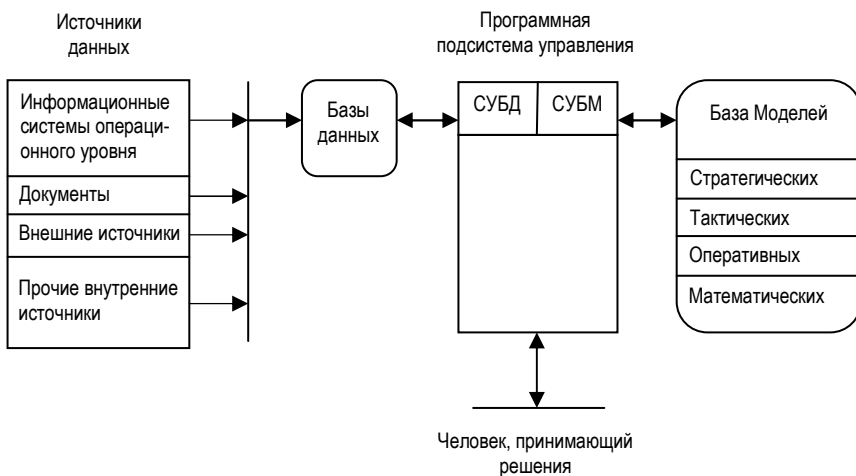 Источники
данных
Программная
подсистема управления
Информационные
системы операци-
онного уровня
Документы
Внешние источники
Прочие внутренние
источники
Базы
данных
СУБД
СУБМ
База Моделей
Стратегических
Тактических
Оперативных
Математических
Человек, принимающий
решения